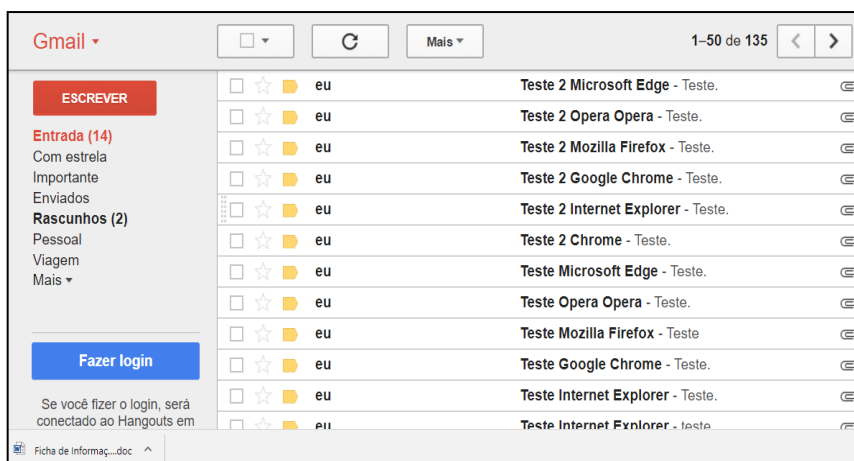 Gmail
Mais
1–50 de 135
ESCREVER
Entrada (14)
Com estrela
Importante
Enviados
Rascunhos (2)
Pessoal
Viagem
Mais
Fazer login
Se você fizer o login, será
conectado ao Hangouts em
eu Teste 2 Microsoft Edge - Teste.
eu Teste 2 Opera Opera - Teste.
eu Teste 2 Mozilla Firefox - Teste.
eu Teste 2 Google Chrome - Teste.
eu Teste 2 Internet Explorer - Teste.
eu Teste 2 Chrome - Teste.
eu Teste Microsoft Edge - Teste.
eu Teste Opera Opera - Teste.
eu Teste Mozilla Firefox - Teste
eu Teste Google Chrome - Teste.
eu Teste Internet Explorer - Teste.
eu Teste Internet Explorer - teste
Ficha de Informaç....doc